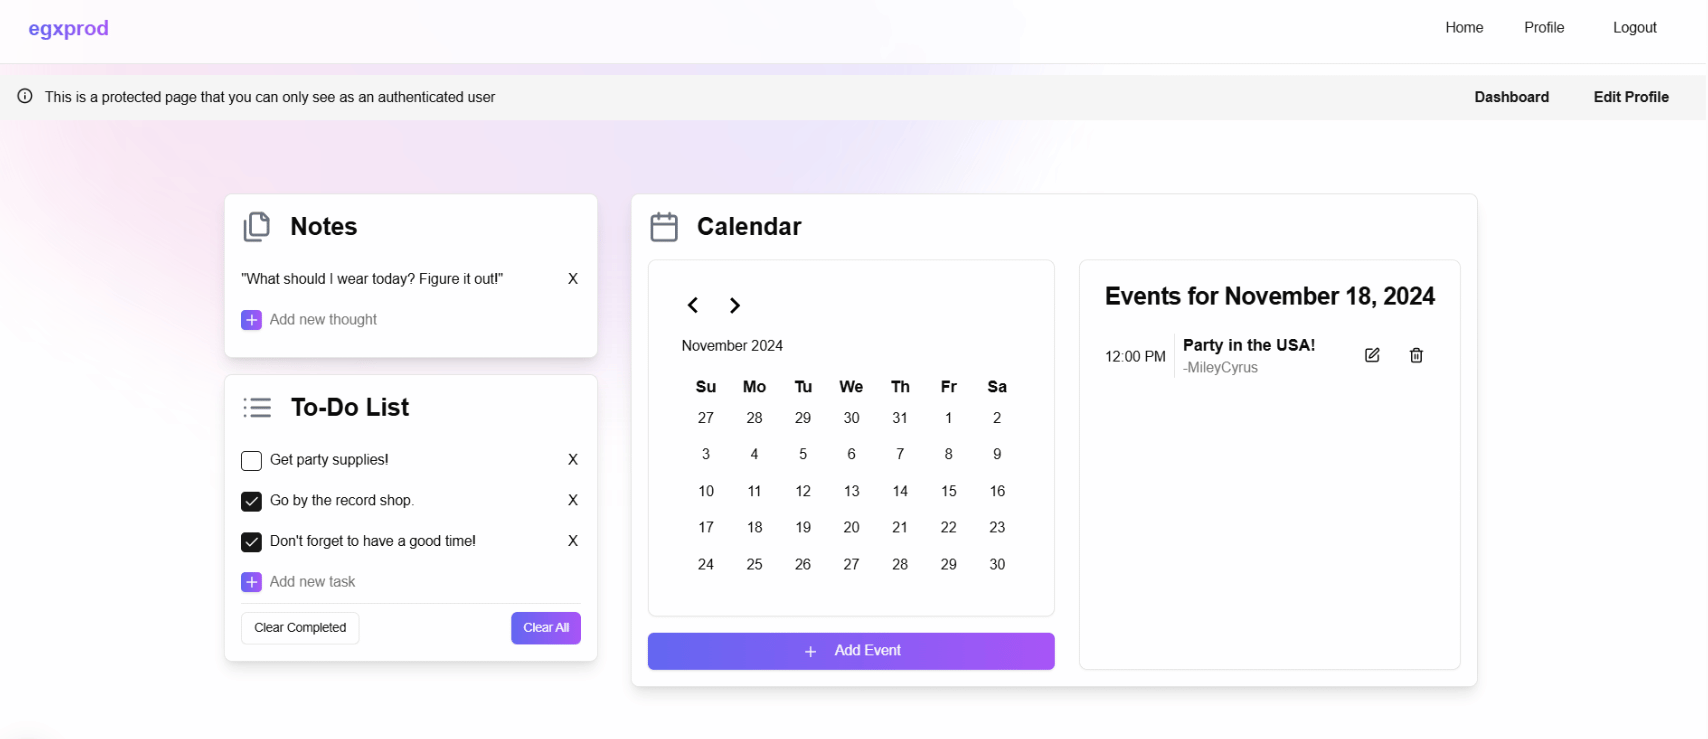 egxprod
Home Profile Logout
This is a protected page that you can only see as an authenticated user
Dashboard Edit Profile
Notes
"What should I wear today? Figure it out!" X
Add new thought
To-Do List
Get party supplies! X
Go by the record shop. X
Don't forget to have a good time! X
Add new task
Clear Completed Clear All
Calendar
November 2024
Su Mo Tu We Th Fr Sa
27 28 29 30 31 1 2
3 4 5 6 7 8 9
10 11 12 13 14 15 16
17 18 19 20 21 22 23
24 25 26 27 28 29 30
Add Event
Events for November 18, 2024
12:00 PM Party in the USA!
-MileyCyrus